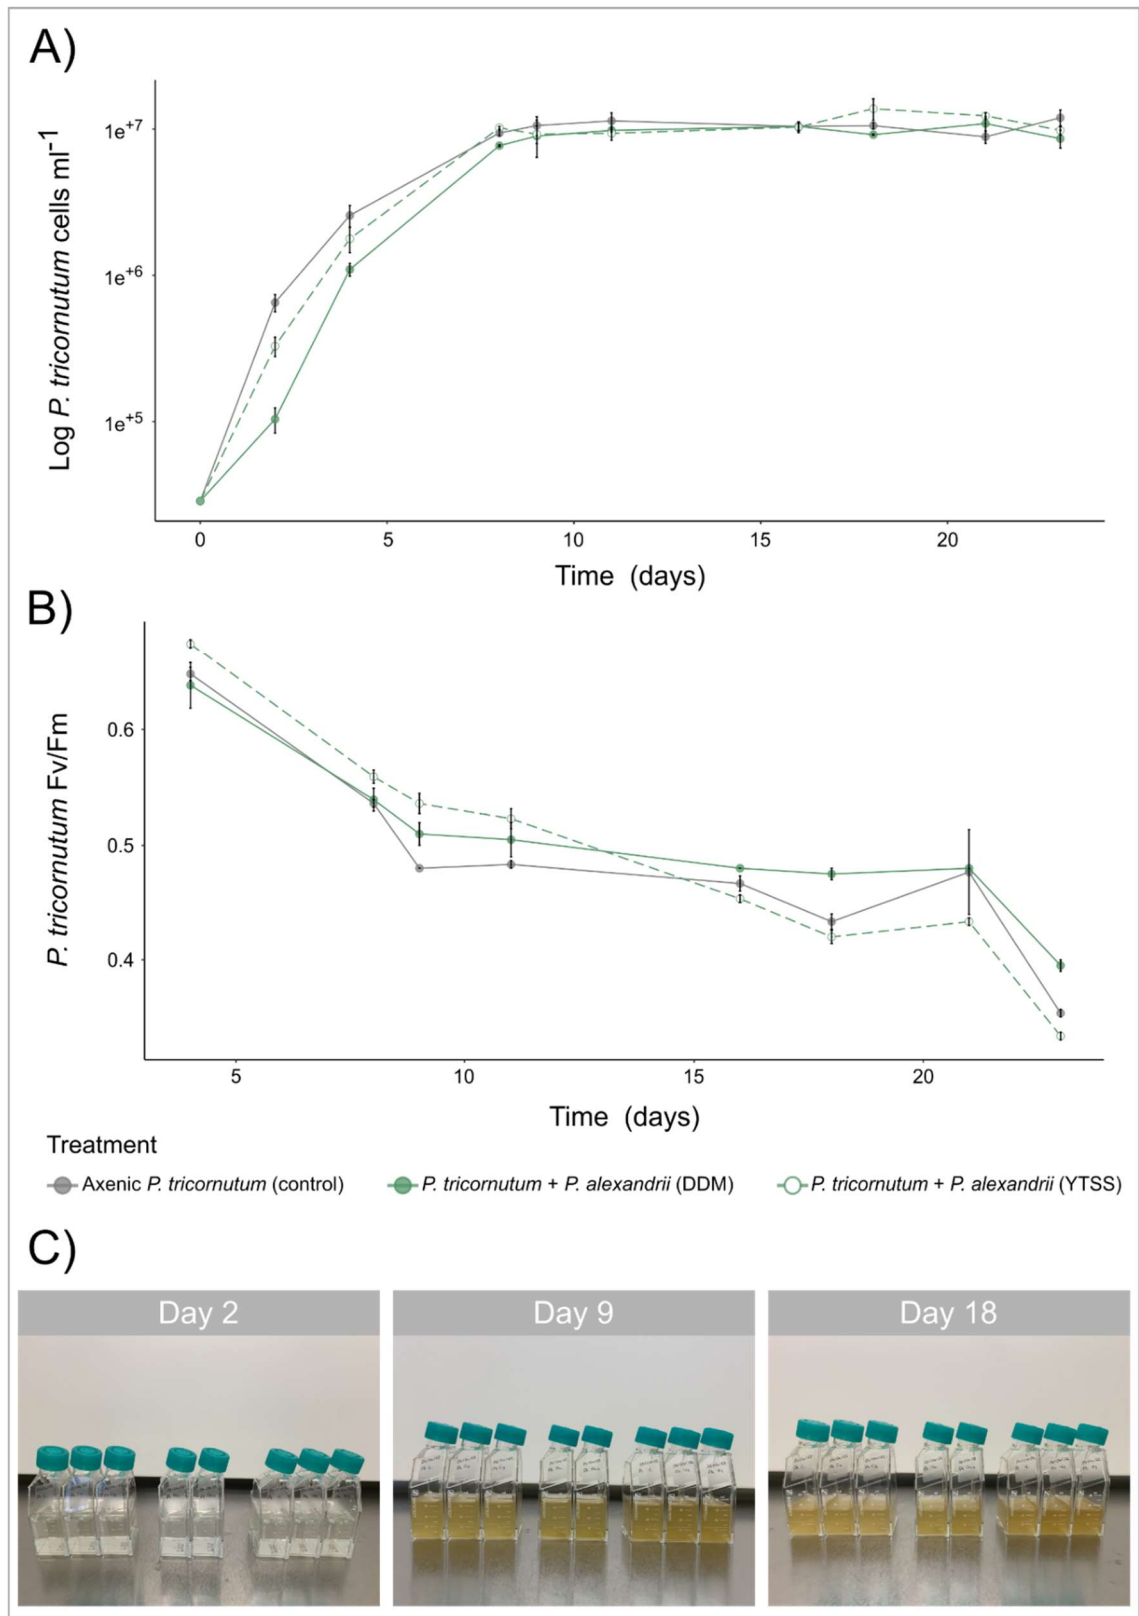 A)
Log P. tricornutum cells ml⁻¹
1e⁺⁷
1e⁺⁶
1e⁺⁵
0 5 10 15 20
Time (days)
B)
P. tricornutum Fv/Fm
0.6
0.5
0.4
5 10 15 20
Time (days)
Treatment
Axenic P. tricornutum (control) P. tricornutum + P. alexandrii (DDM) P. tricornutum + P. alexandrii (YTSS)
C)
Day 2 Day 9 Day 18